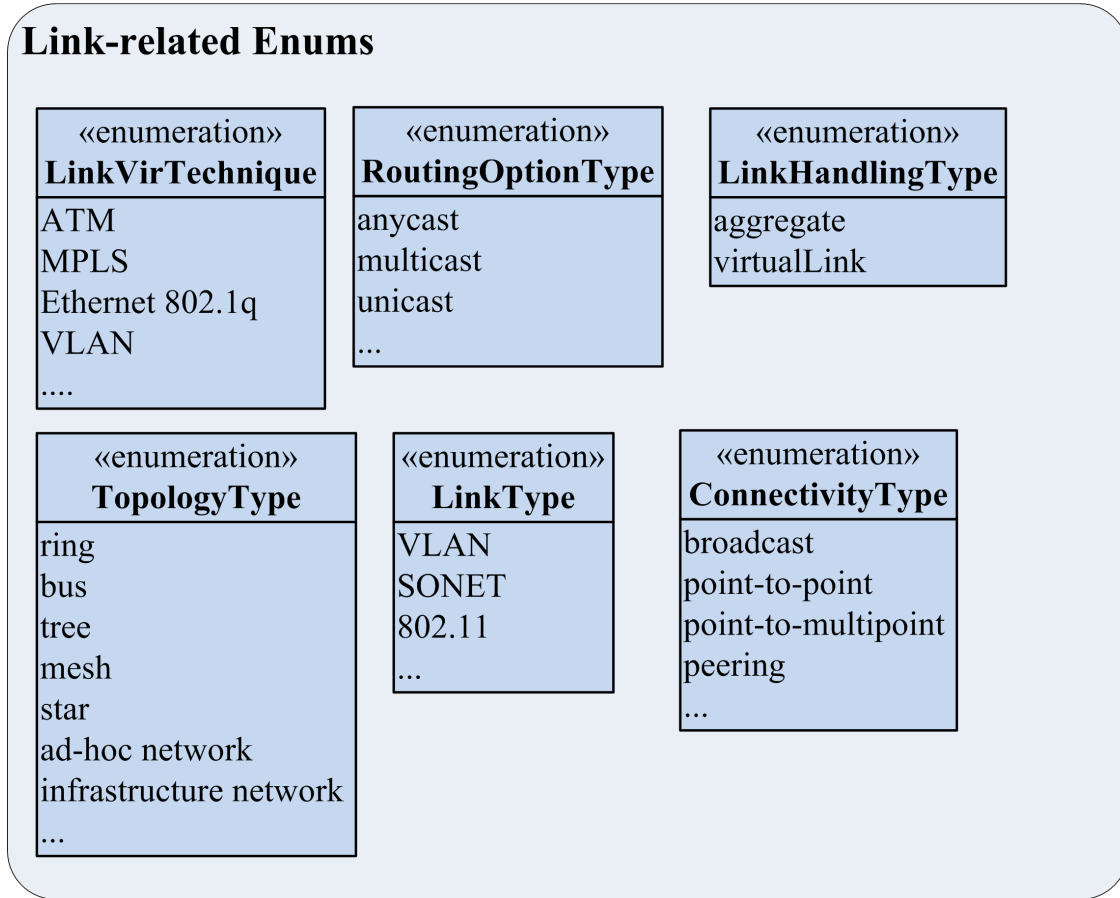 Link-related Enums
«enumeration»
LinkVirTechnique
ATM
MPLS
Ethernet 802.1q
VLAN
....
«enumeration»
RoutingOptionType
anycast
multicast
unicast
...
«enumeration»
LinkHandlingType
aggregate
virtualLink
«enumeration»
TopologyType
ring
bus
tree
mesh
star
ad-hoc network
infrastructure network
...
«enumeration»
LinkType
VLAN
SONET
802.11
...
«enumeration»
ConnectivityType
broadcast
point-to-point
point-to-multipoint
peering
...